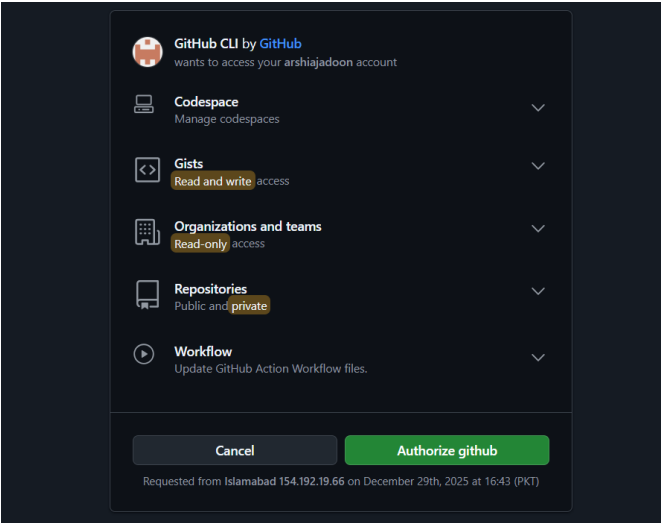 GitHub CLI by GitHub
wants to access your arshiajadoon account
Codespace
Manage codespaces
Gists
Read and write access
Organizations and teams
Read-only access
Repositories
Public and private
Workflow
Update GitHub Action Workflow files.
Cancel
Authorize github
Requested from Islamabad 154.192.19.66 on December 29th, 2025 at 16:43 (PKT)